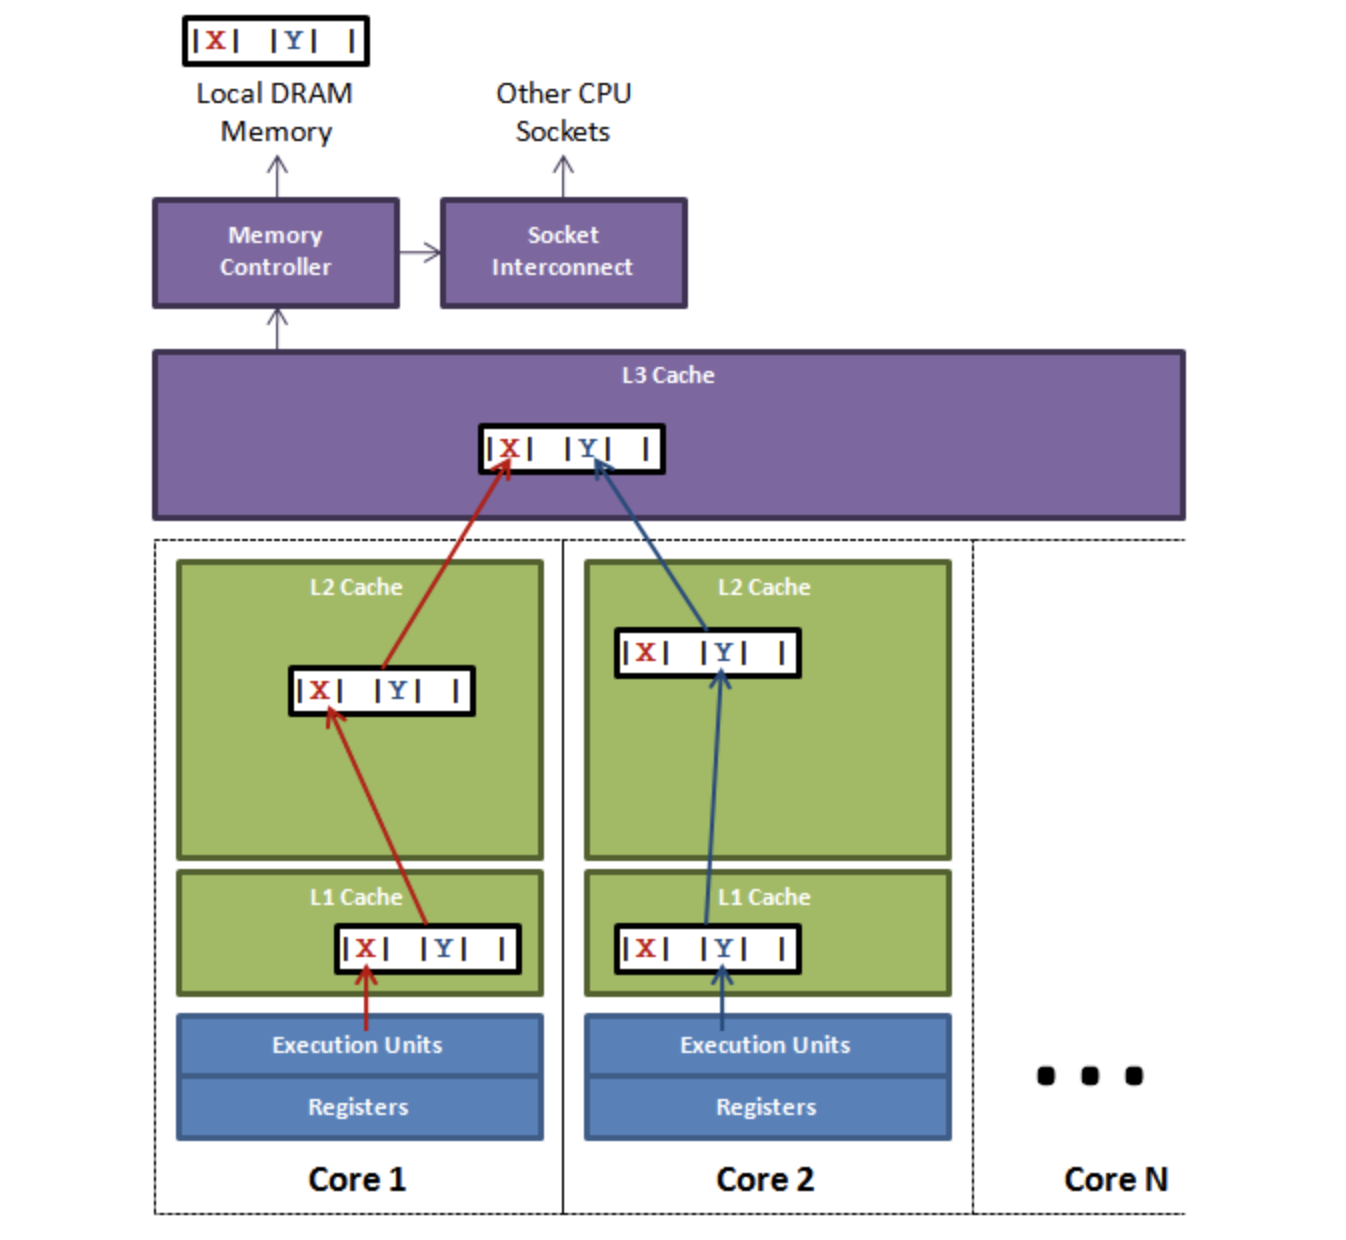 |X| |Y| |
Local DRAM
Memory
Other CPU
Sockets
Memory
Controller
Socket
Interconnect
L3 Cache
|X| |Y| |
L2 Cache
|X| |Y| |
L2 Cache
|X| |Y| |
L1 Cache
|X| |Y| |
L1 Cache
|X| |Y| |
Execution Units
Registers
Execution Units
Registers
. . .
Core 1
Core 2
Core N